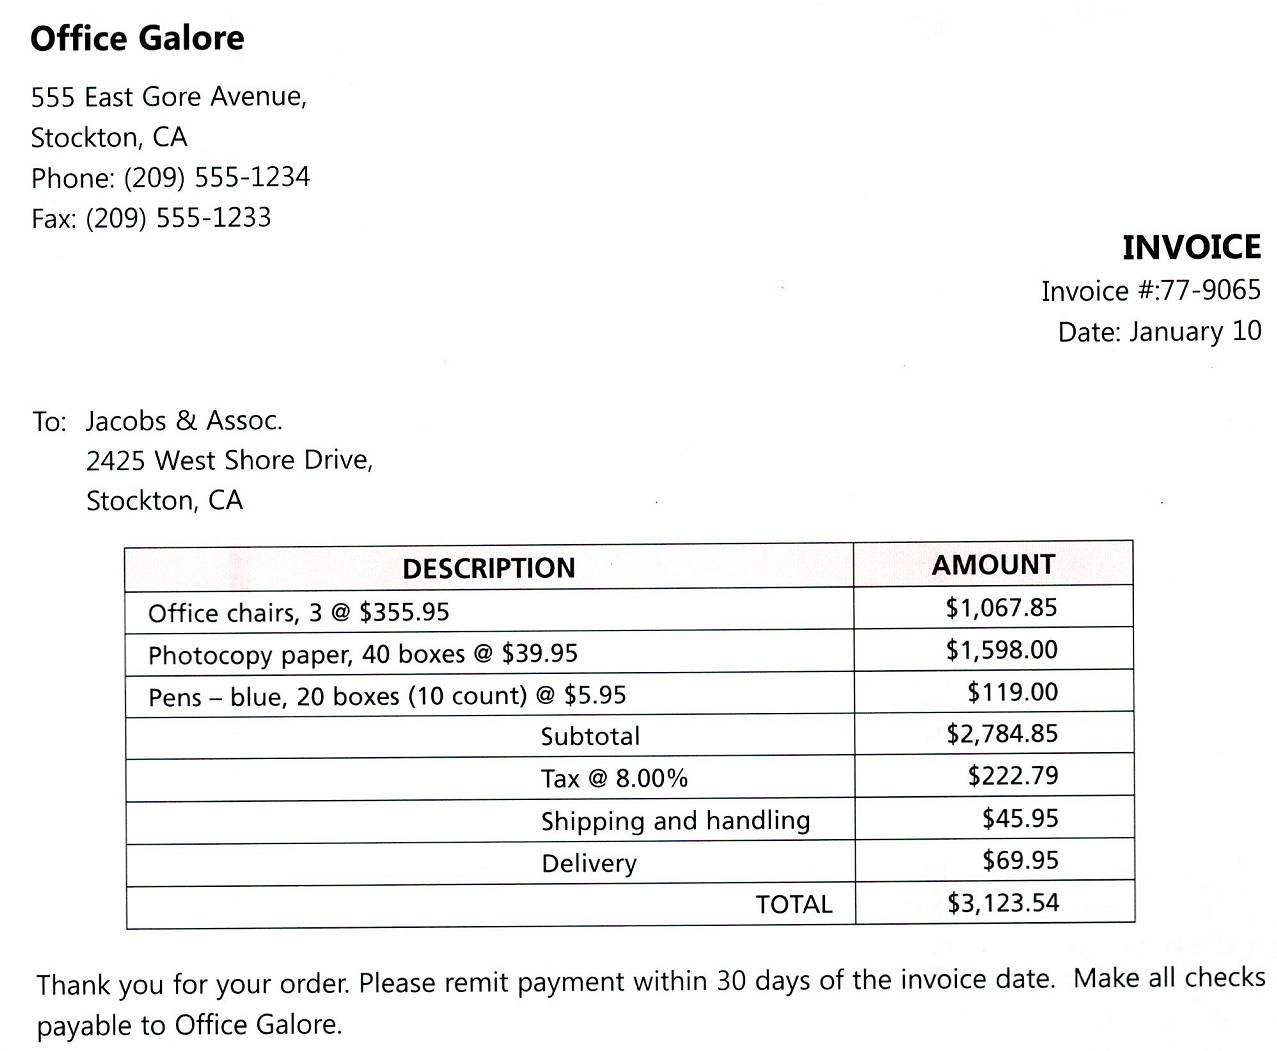 Office Galore
555 East Gore Avenue,
Stockton, CA
Phone: (209) 555-1234
Fax: (209) 555-1233
INVOICE
Invoice #:77-9065
Date: January 10
To: Jacobs & Assoc.
2425 West Shore Drive,
Stockton, CA
DESCRIPTION AMOUNT
Office chairs, 3 @ $355.95 $1,067.85
Photocopy paper, 40 boxes @ $39.95 $1,598.00
Pens – blue, 20 boxes (10 count) @ $5.95 $119.00
Subtotal $2,784.85
Tax @ 8.00% $222.79
Shipping and handling $45.95
Delivery $69.95
TOTAL $3,123.54
Thank you for your order. Please remit payment within 30 days of the invoice date. Make all checks
payable to Office Galore.